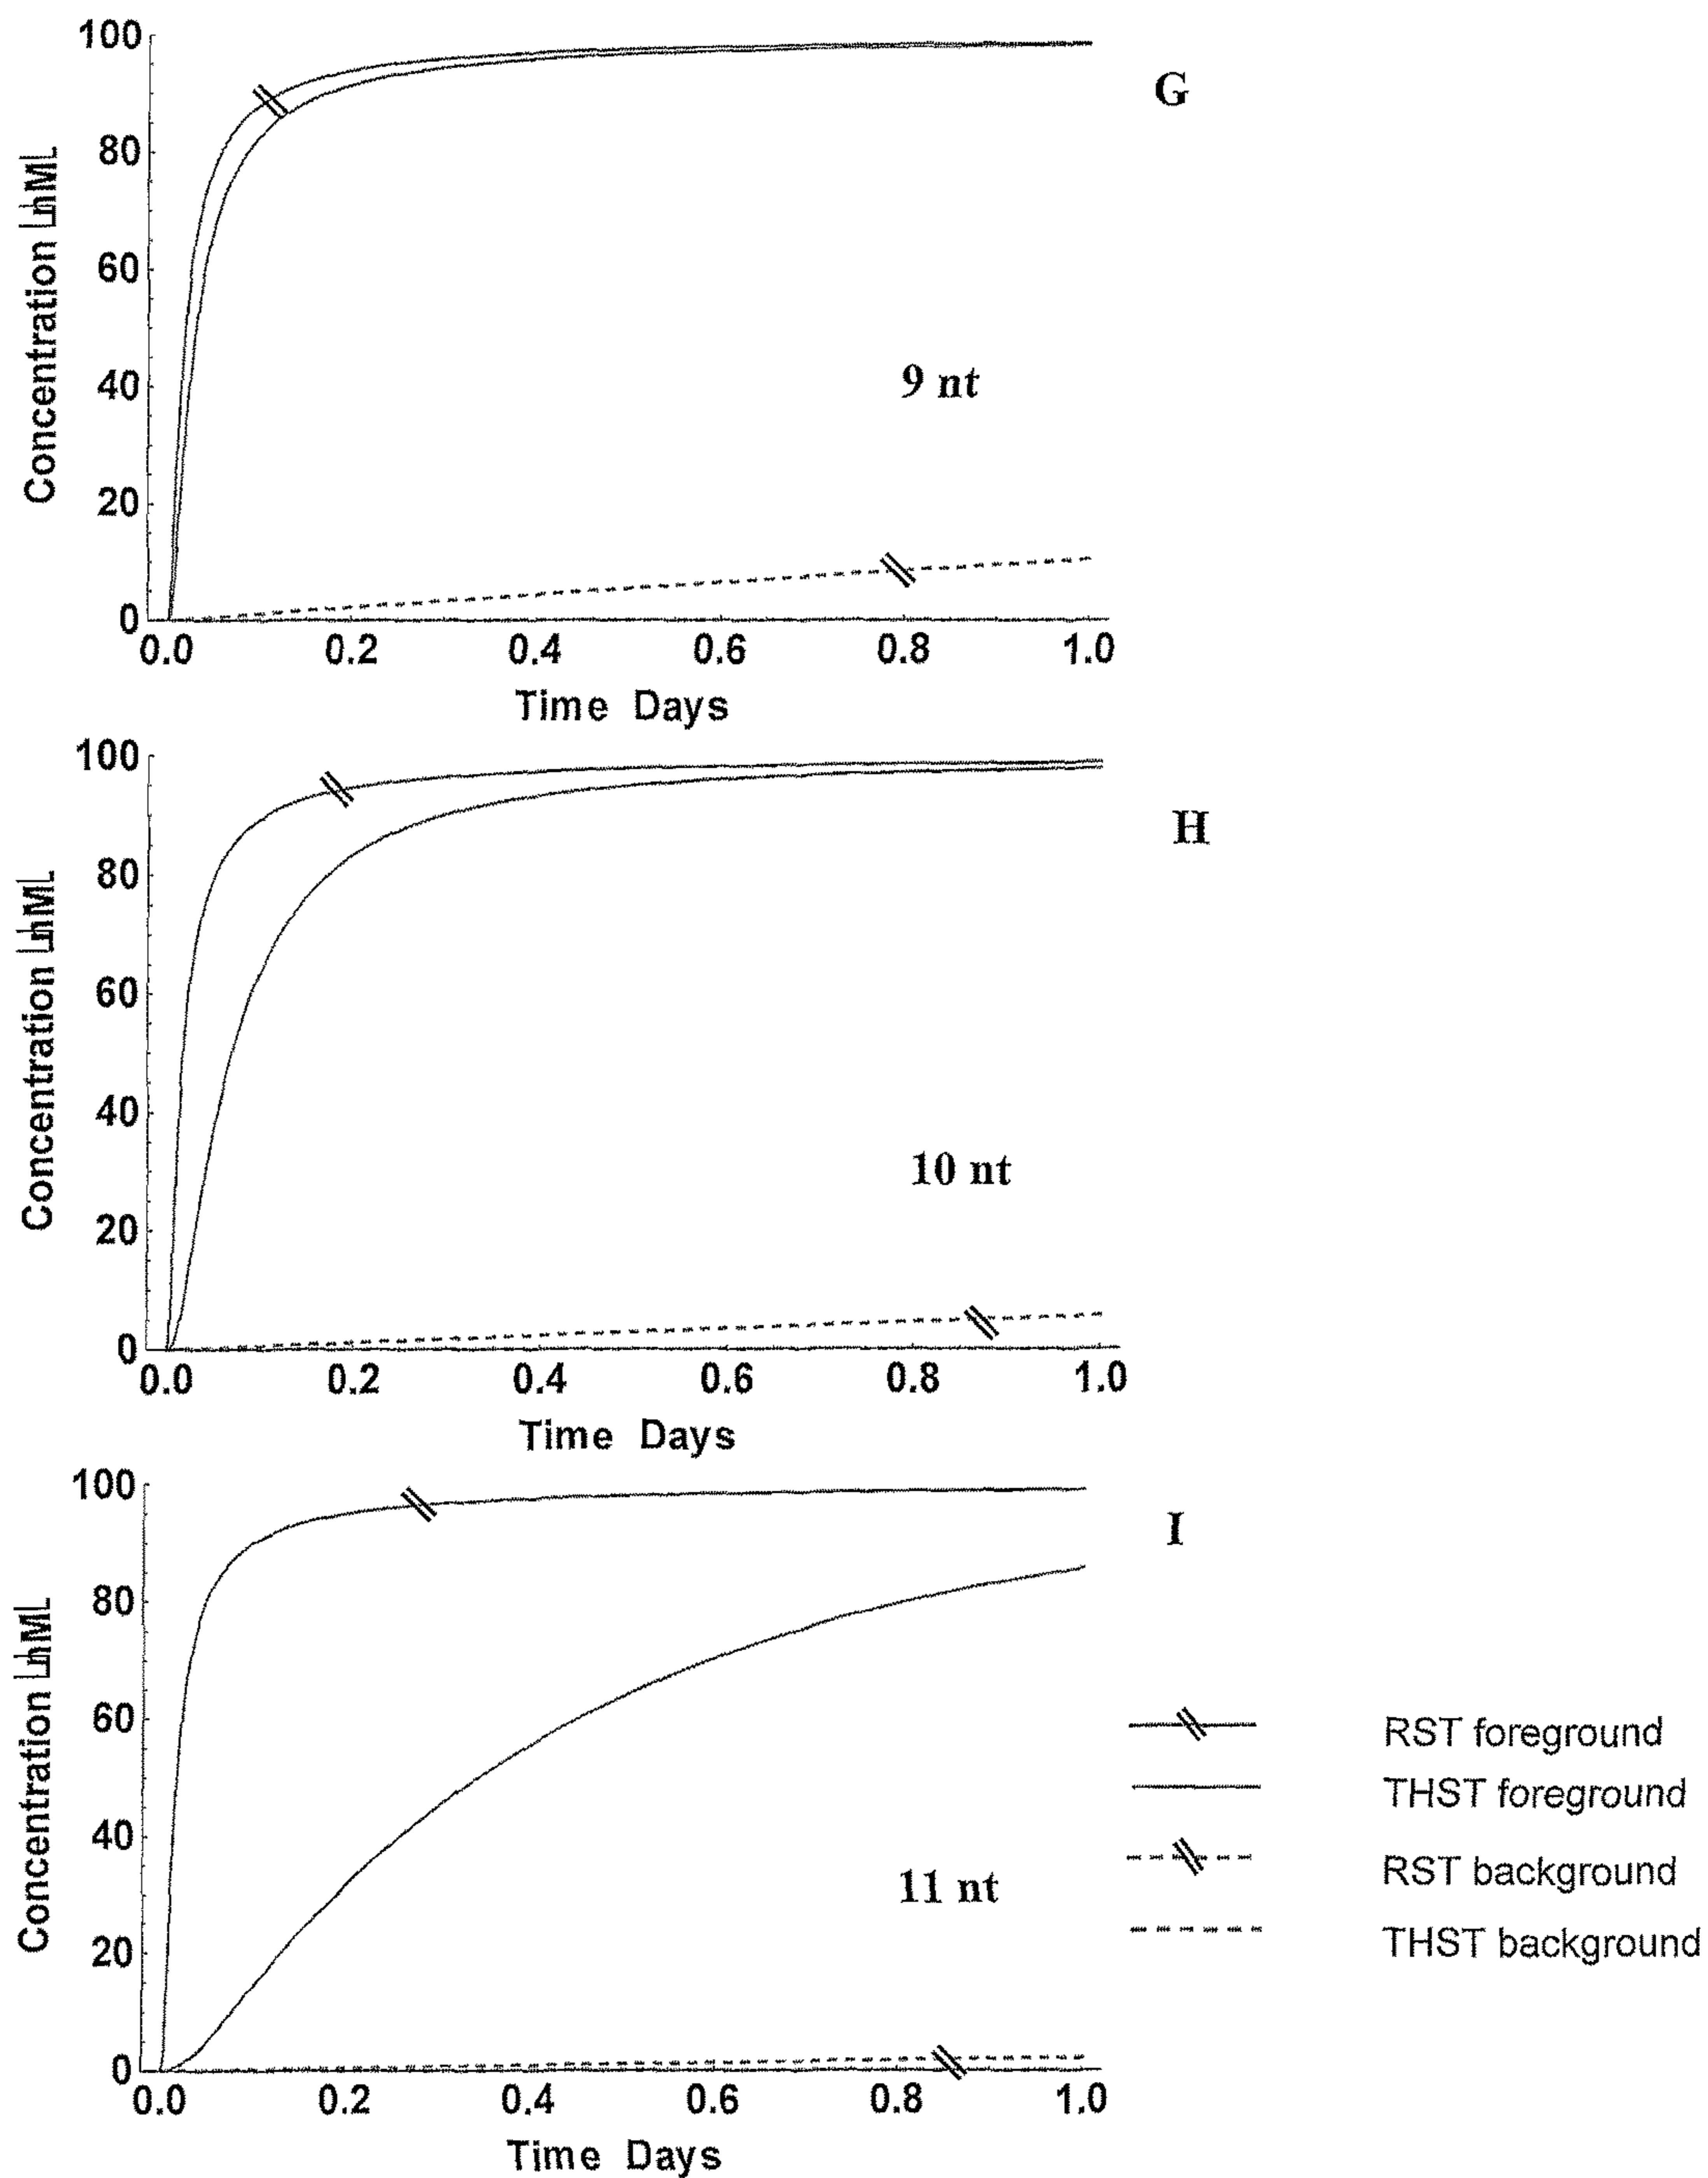 100
G
80
60
9 nt
40
20
0
0.0 0.2 0.4 0.6 0.8 1.0
Concentration
Time Days
100
H
80
60
40
10 nt
20
0
0.0 0.2 0.4 0.6 0.8 1.0
Concentration
Time Days
100
I
80
60
40
11 nt
20
0
0.0 0.2 0.4 0.6 0.8 1.0
Concentration
Time Days
RST foreground
THST foreground
RST background
THST background